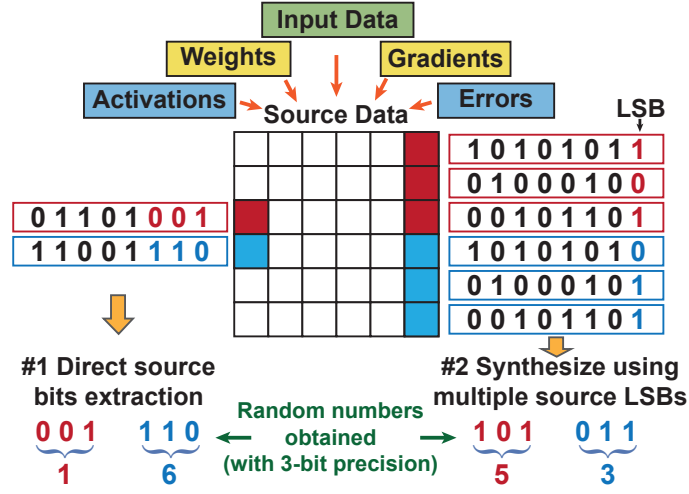 Input Data
Weights
Gradients
Activations
Errors
Source Data
LSB
1 0 1 0 1 0 1 1
0 1 0 0 0 1 0 0
0 0 1 0 1 1 0 1
1 0 1 0 1 0 1 0
0 1 0 0 0 1 0 1
0 0 1 0 1 1 0 1
0 1 1 0 1 0 0 1
1 1 0 0 1 1 1 0
#1 Direct source
bits extraction
0 0 1
1 1 0
1
6
Random numbers
obtained
(with 3-bit precision)
#2 Synthesize using
multiple source LSBs
1 0 1
0 1 1
5
3